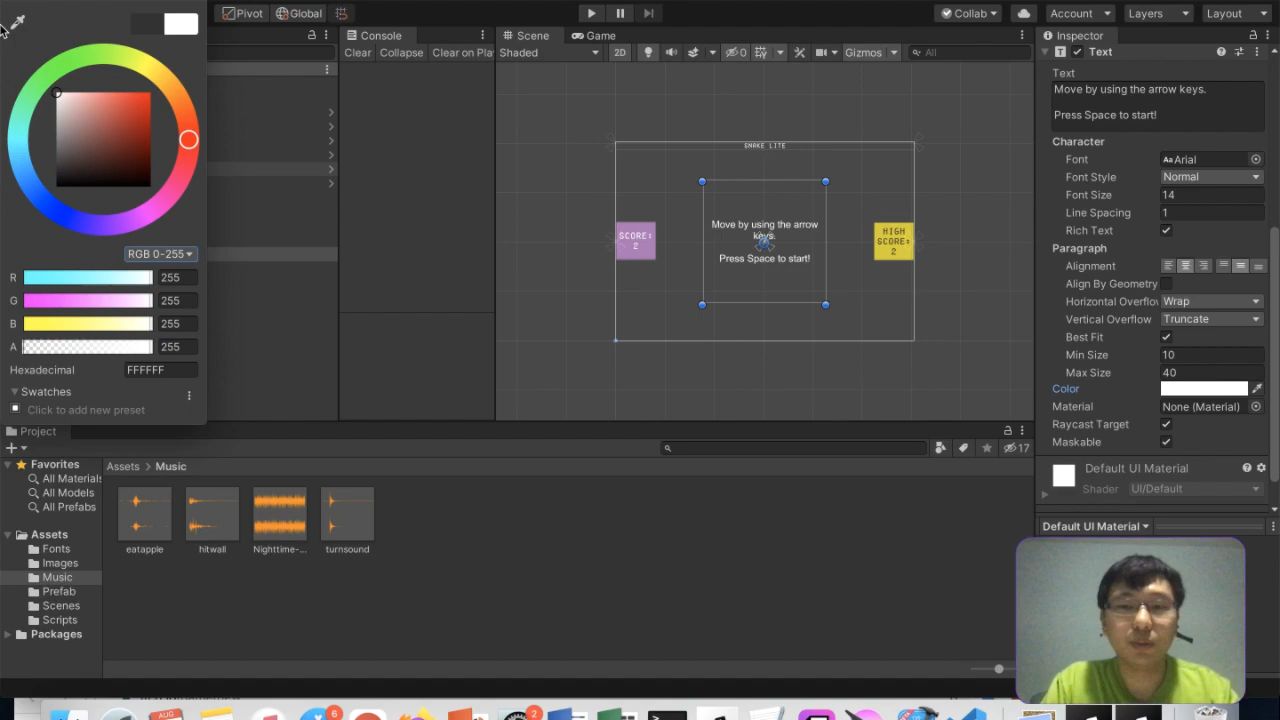 Pivot Global Collab Account Layers Layout
Console Scene Game Inspector
Clear Collapse Clear on Play
Shaded 2D Gizmos All
Text
Text
Move by using the arrow keys.
Press Space to start!
Character
Font Arial
Font Style Normal
Font Size 14
Line Spacing 1
Rich Text
Paragraph
Alignment
Align By Geometry
Horizontal Overflow Wrap
Vertical Overflow Truncate
Best Fit
Min Size 10
Max Size 40
Color
Material None (Material)
Raycast Target
Maskable
Default UI Material
Shader UI/Default
Default UI Material
SNAKE LITE
SCORE:
2
Move by using the arrow
keys.
Press Space to start!
HIGH
SCORE:
2
RGB 0-255
R 255
G 255
B 255
A 255
Hexadecimal FFFFFF
Swatches
Click to add new preset
Project
17
Favorites
All Materials
All Models
All Prefabs
Assets
Fonts
Images
Music
Prefab
Scenes
Scripts
Packages
Assets > Music
eatapple hitwall Nighttime-... turnsound
AUG 6 2